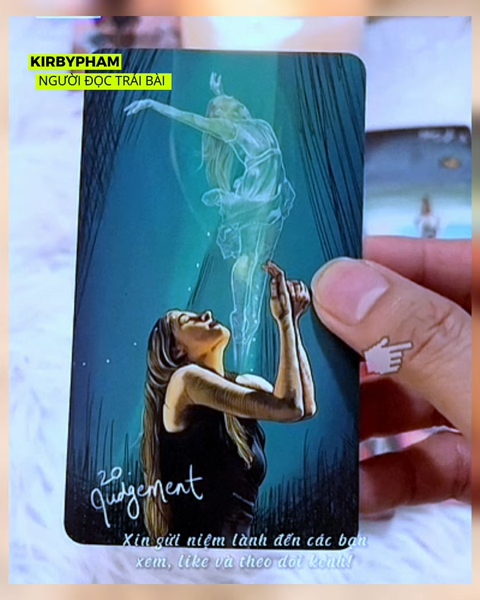 KIRBYPHAM
NGƯỜI ĐỌC TRẢI BÀI
20
Judgement
Xin gửi niệm lành đến các bạn
xem, like và theo dõi kênh!